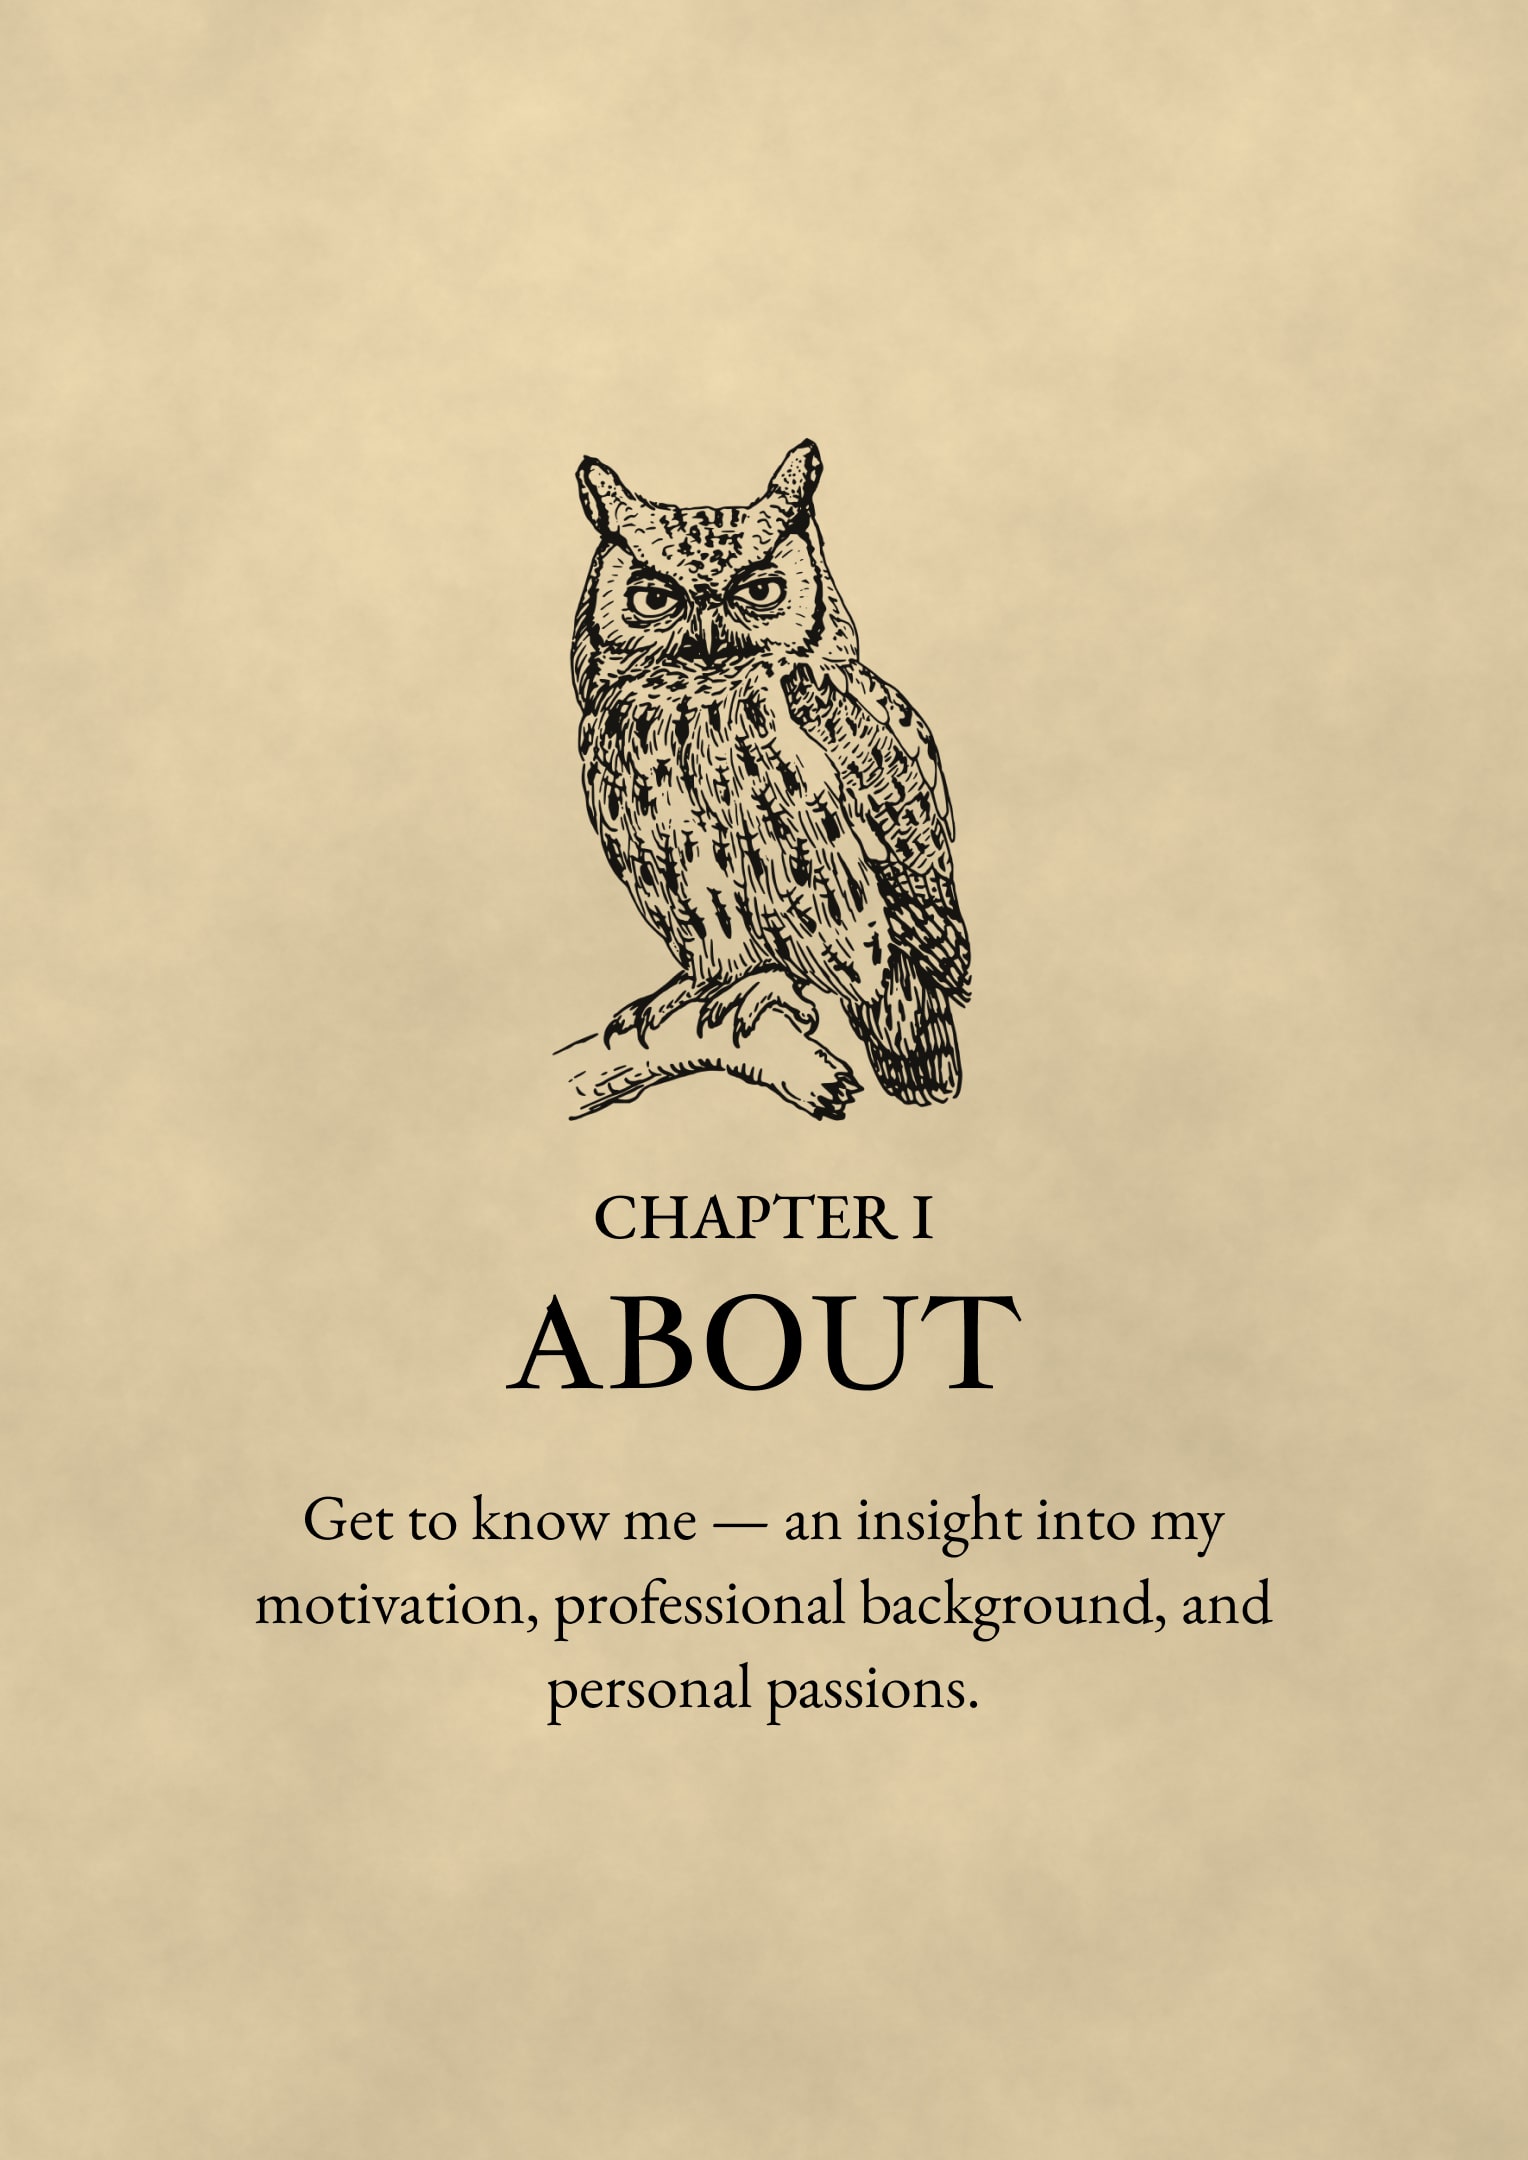 CHAPTER I
ABOUT
Get to know me — an insight into my
motivation, professional background, and
personal passions.